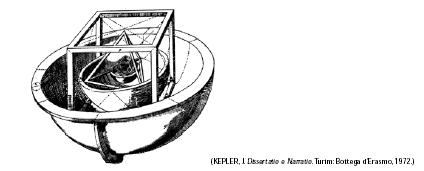 (KEPLER, J. Dissertatio e Narratio. Turim: Bottega d'Erasmo, 1972.)